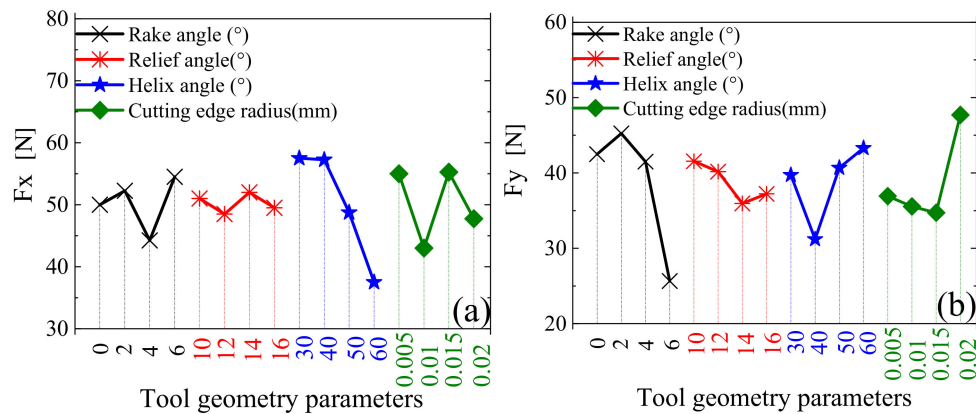 80
70
60
50
40
30
Fx [N]
Rake angle (°)
Relief angle(°)
Helix angle (°)
Cutting edge radius(mm)
(a)
0 2 4 6 10 12 14 16 30 40 50 60 0.005 0.01 0.015 0.02
Tool geometry parameters
60
50
40
30
20
Fy [N]
Rake angle (°)
Relief angle(°)
Helix angle (°)
Cutting edge radius(mm)
(b)
0 2 4 6 10 12 14 16 30 40 50 60 0.005 0.01 0.015 0.02
Tool geometry parameters